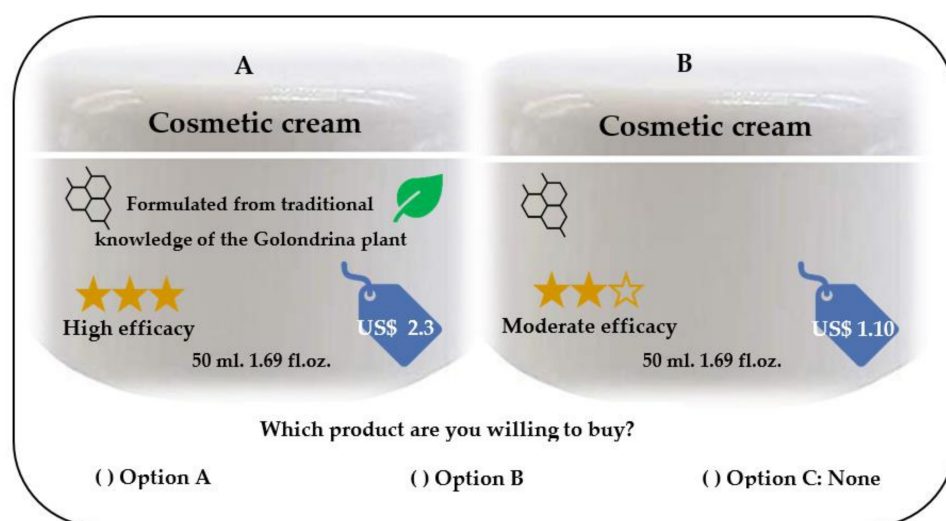 A
Cosmetic cream
Formulated from traditional
knowledge of the Golondrina plant
High efficacy
US$ 2.3
50 ml. 1.69 fl.oz.
B
Cosmetic cream
Moderate efficacy
US$ 1.10
50 ml. 1.69 fl.oz.
Which product are you willing to buy?
( ) Option A
( ) Option B
( ) Option C: None